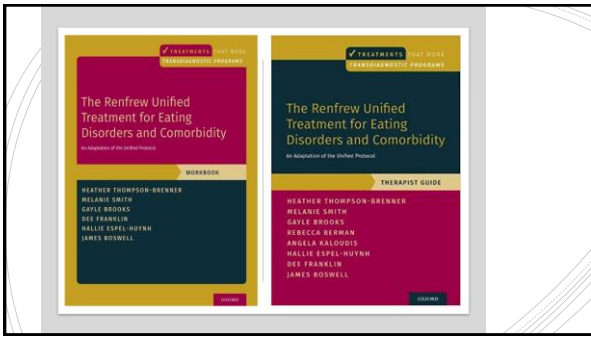 ✓ TREATMENTS THAT WORK
TRANSDIAGNOSTIC PROGRAMS
The Renfrew Unified
Treatment for Eating
Disorders and Comorbidity
An Adaptation of the Unified Protocol
WORKBOOK
HEATHER THOMPSON-BRENNER
MELANIE SMITH
GAYLE BROOKS
DEE FRANKLIN
HALLIE ESPEL-HUYNH
JAMES BOSWELL
OXFORD
✓ TREATMENTS THAT WORK
TRANSDIAGNOSTIC PROGRAMS
The Renfrew Unified
Treatment for Eating
Disorders and Comorbidity
An Adaptation of the Unified Protocol
THERAPIST GUIDE
HEATHER THOMPSON-BRENNER
MELANIE SMITH
GAYLE BROOKS
REBECCA BERMAN
ANGELA KALOUDIS
HALLIE ESPEL-HUYNH
DEE FRANKLIN
JAMES BOSWELL
OXFORD